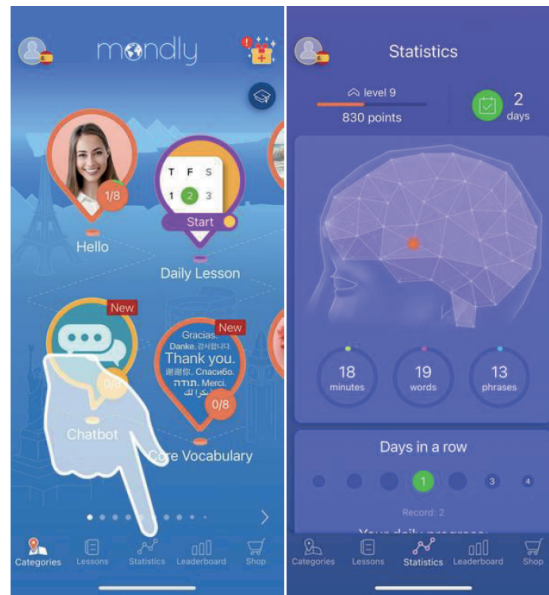 mondly
1/8
Hello
T F S
1 2 3
Start
Daily Lesson
New
Chatbot
New
Gracias.
Danke. 감사합니다.
Thank you.
谢谢你. Спасибо.
תודה. Merci.
0/8
Core Vocabulary
Categories
Lessons
Statistics
Leaderboard
Shop
Statistics
level 9
830 points
2
days
18
minutes
19
words
13
phrases
Days in a row
1
3
4
Record: 2
Your daily progress
Categories
Lessons
Statistics
Leaderboard
Shop